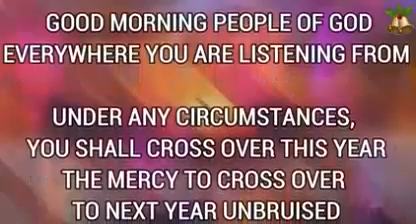 GOOD MORNING PEOPLE OF GOD
EVERYWHERE YOU ARE LISTENING FROM
UNDER ANY CIRCUMSTANCES,
YOU SHALL CROSS OVER THIS YEAR
THE MERCY TO CROSS OVER
TO NEXT YEAR UNBRUISED